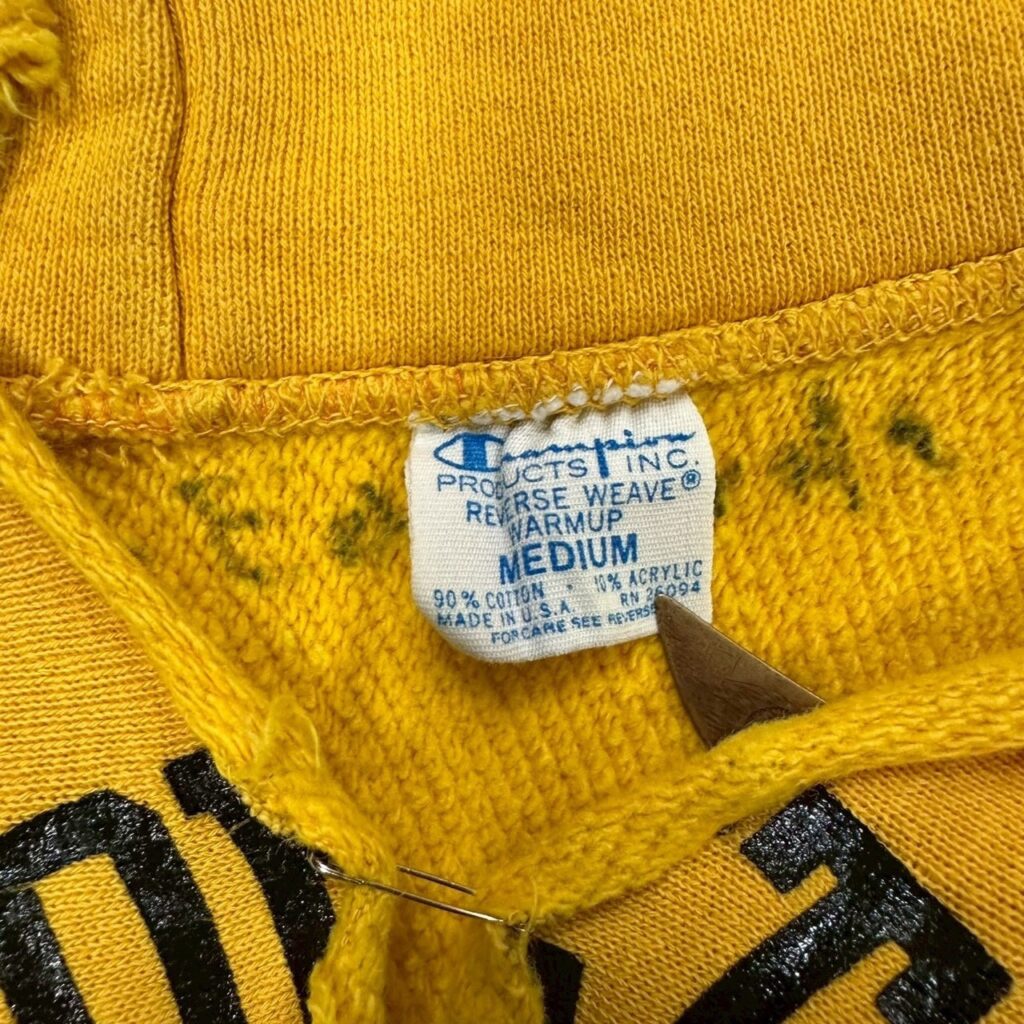 Champion
PRODUCTS INC.
REVERSE WEAVE®
WARMUP
MEDIUM
90% COTTON • 10% ACRYLIC
MADE IN U.S.A. RN 26094
FOR CARE SEE REVERSE